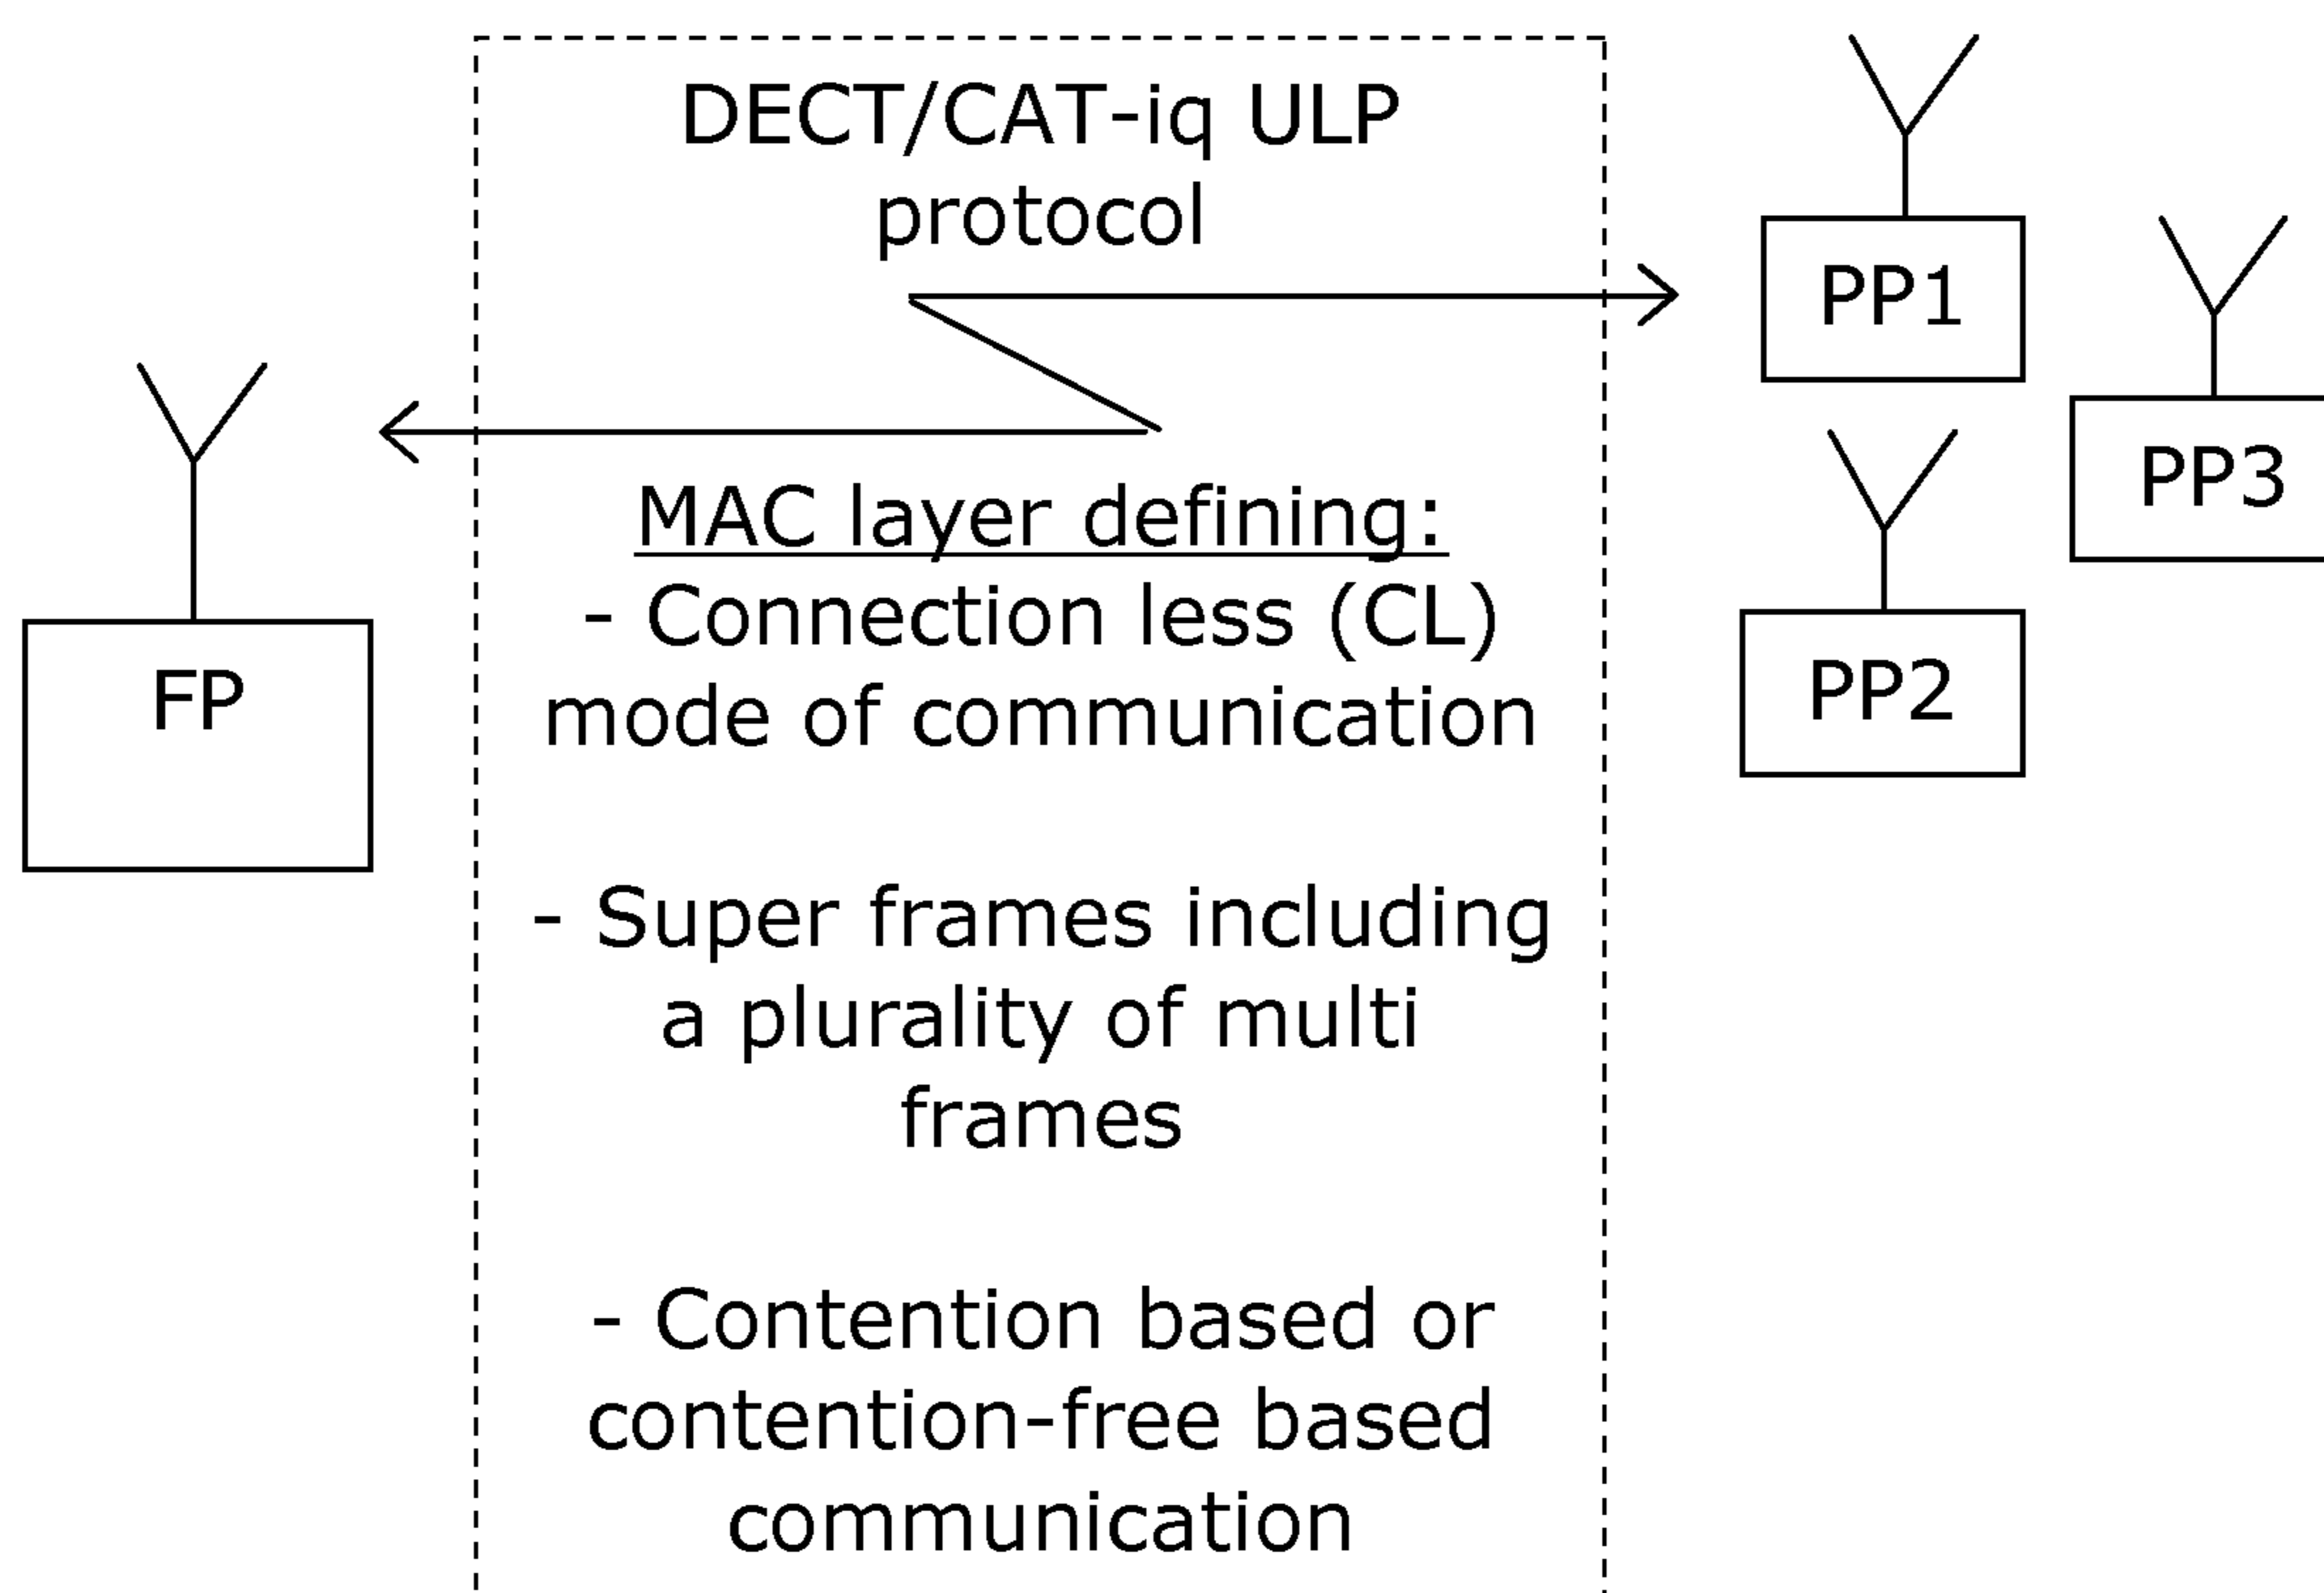 DECT/CAT-iq ULP
protocol
MAC layer defining:
- Connection less (CL)
mode of communication
- Super frames including
a plurality of multi
frames
- Contention based or
contention-free based
communication
FP
PP1
PP3
PP2